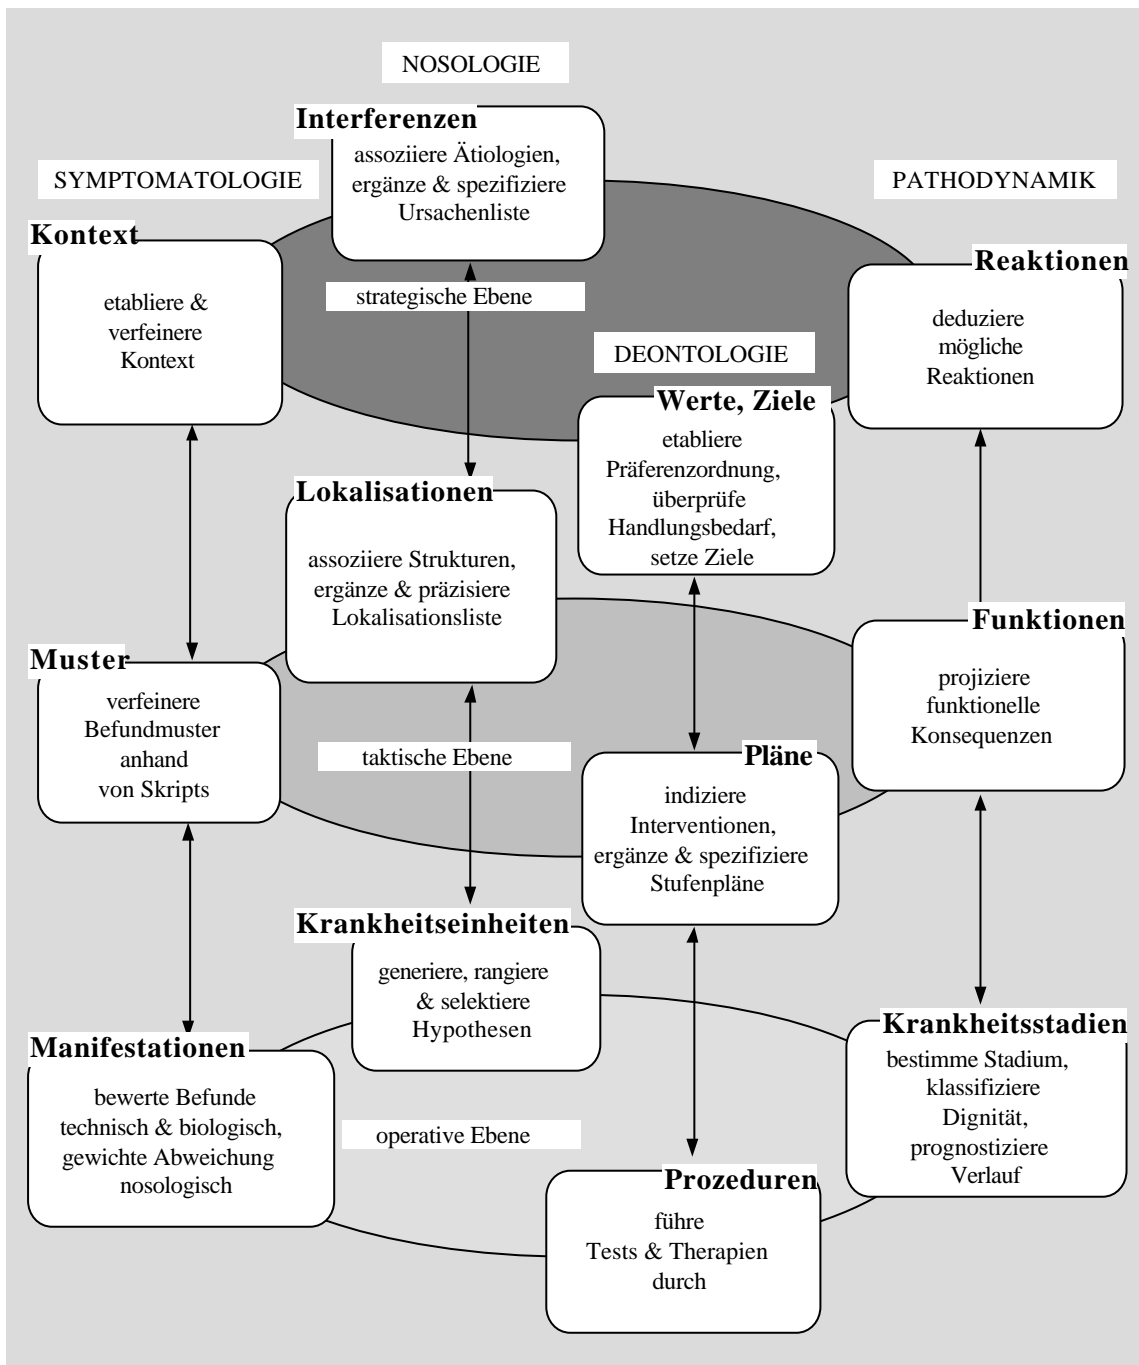 NOSOLOGIE
Interferenzen
assoziiere Ätiologien,
ergänze & spezifiziere
Ursachenliste
SYMPTOMATOLOGIE
PATHODYNAMIK
Kontext
etabliere &
verfeinere
Kontext
Reaktionen
deduziere
mögliche
Reaktionen
strategische Ebene
DEONTOLOGIE
Werte, Ziele
etabliere
Präferenzordnung,
überprüfe
Handlungsbedarf,
setze Ziele
Lokalisationen
assoziiere Strukturen,
ergänze & präzisiere
Lokalisationsliste
Funktionen
projiziere
funktionelle
Konsequenzen
Muster
verfeinere
Befundmuster
anhand
von Skripts
taktische Ebene
Pläne
indiziere
Interventionen,
ergänze & spezifiziere
Stufenpläne
Krankheitseinheiten
generiere, rangiere
& selektiere
Hypothesen
Krankheitsstadien
bestimme Stadium,
klassifiziere
Dignität,
prognostiziere
Verlauf
Manifestationen
bewerte Befunde
technisch & biologisch,
gewichte Abweichung
nosologisch
operative Ebene
Prozeduren
führe
Tests & Therapien
durch